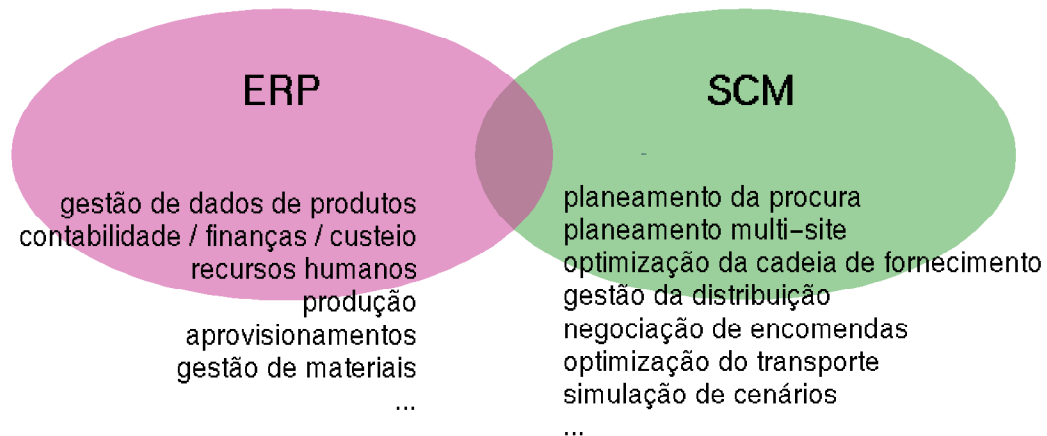 ERP
gestão de dados de produtos
contabilidade / finanças / custeio
recursos humanos
produção
aprovisionamentos
gestão de materiais
...
SCM
planeamento da procura
planeamento multi-site
optimização da cadeia de fornecimento
gestão da distribuição
negociação de encomendas
optimização do transporte
simulação de cenários
...